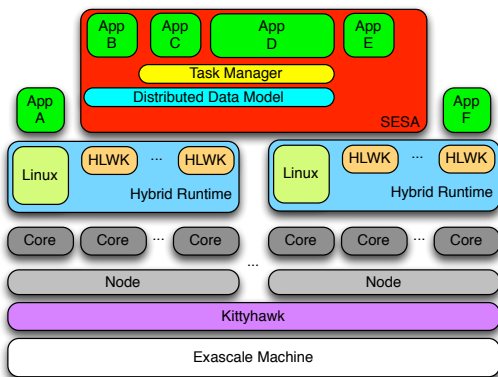 App
B
App
C
App
D
App
E
Task Manager
Distributed Data Model
SESA
App
A
App
F
Linux
HLWK
...
HLWK
Hybrid Runtime
Linux
HLWK
...
HLWK
Hybrid Runtime
Core
Core
...
Core
Core
Core
...
Core
...
Node
Node
Kittyhawk
Exascale Machine